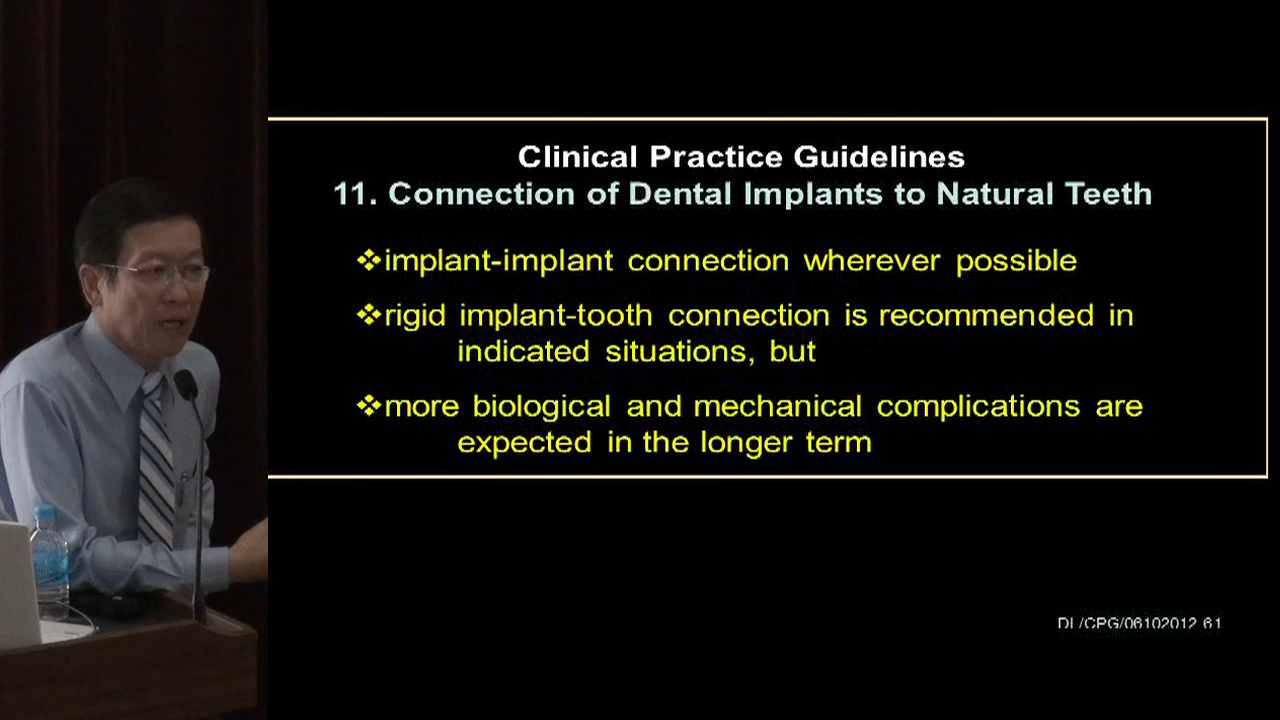 Clinical Practice Guidelines
11. Connection of Dental Implants to Natural Teeth
❖implant-implant connection wherever possible
❖rigid implant-tooth connection is recommended in
indicated situations, but
❖more biological and mechanical complications are
expected in the longer term
DI /CPG/06102012 61